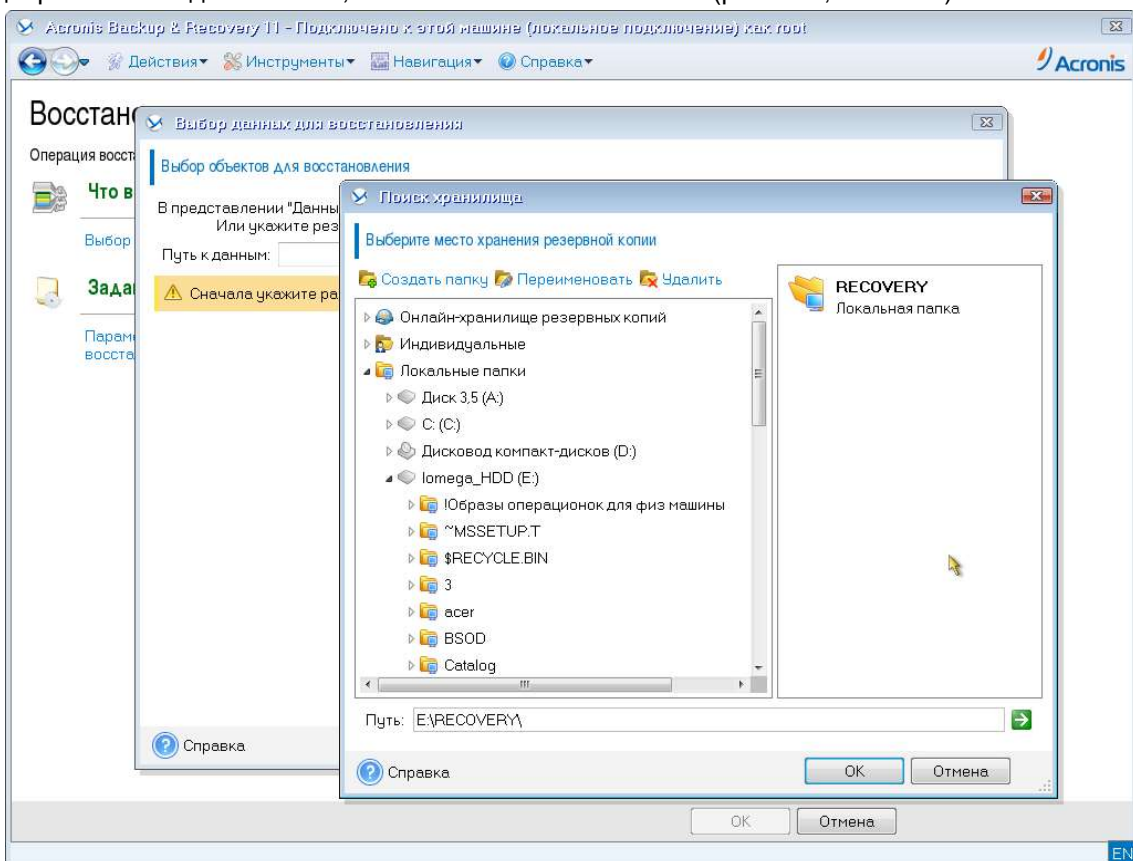 Acronis Backup & Recovery 11 - Подключено к этой машине (локальное подключение) как root
Действия Инструменты Навигация Справка
Acronis
Восстан
Операция восст
Что в
Выбор
Зада
Парам
восста
Выбор данных для восстановления
Выбор объектов для восстановления
В представлении "Данны
Или укажите рез
Путь к данным:
Сначала укажите ра
Справка
Поиск хранилища
Выберите место хранения резервной копии
Создать папку Переименовать Удалить
Онлайн-хранилище резервных копий
Индивидуальные
Локальные папки
Диск 3,5 (A:)
C: (C:)
Дисковод компакт-дисков (D:)
Iomega_HDD (E:)
!Образы операционок для физ машины
~MSSETUP.T
$RECYCLE.BIN
3
acer
BSOD
Catalog
RECOVERY
Локальная папка
Путь: E:\RECOVERY\
Справка
OK Отмена
OK Отмена
EN